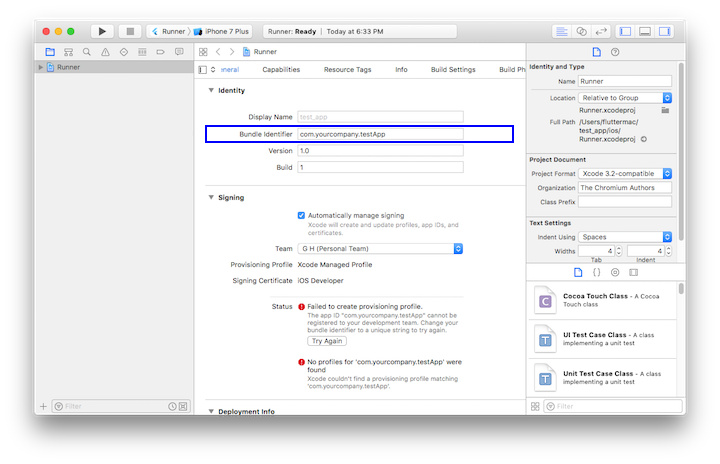 Runner
iPhone 7 Plus
Runner: Ready | Today at 6:33 PM
Runner
Runner
neral
Capabilities
Resource Tags
Info
Build Settings
Build Ph
Identity
Display Name
test_app
Bundle Identifier
com.yourcompany.testApp
Version
1.0
Build
1
Signing
Automatically manage signing
Xcode will create and update profiles, app IDs, and
certificates.
Team
G H (Personal Team)
Provisioning Profile
Xcode Managed Profile
Signing Certificate
iOS Developer
Status
Failed to create provisioning profile.
The app ID "com.yourcompany.testApp" cannot be
registered to your development team. Change your
bundle identifier to a unique string to try again.
Try Again
No profiles for 'com.yourcompany.testApp' were
found
Xcode couldn't find a provisioning profile matching
'com.yourcompany.testApp'.
Deployment Info
Filter
Identity and Type
Name
Runner
Location
Relative to Group
Runner.xcodeproj
Full Path
/Users/fluttermac/
test_app/ios/
Runner.xcodeproj
Project Document
Project Format
Xcode 3.2-compatible
Organization
The Chromium Authors
Class Prefix
Text Settings
Indent Using
Spaces
Widths
4
4
Tab
Indent
C
Cocoa Touch Class - A Cocoa
Touch class
T
UI Test Case Class - A class
implementing a unit test
T
Unit Test Case Class - A class
implementing a unit test
Filter